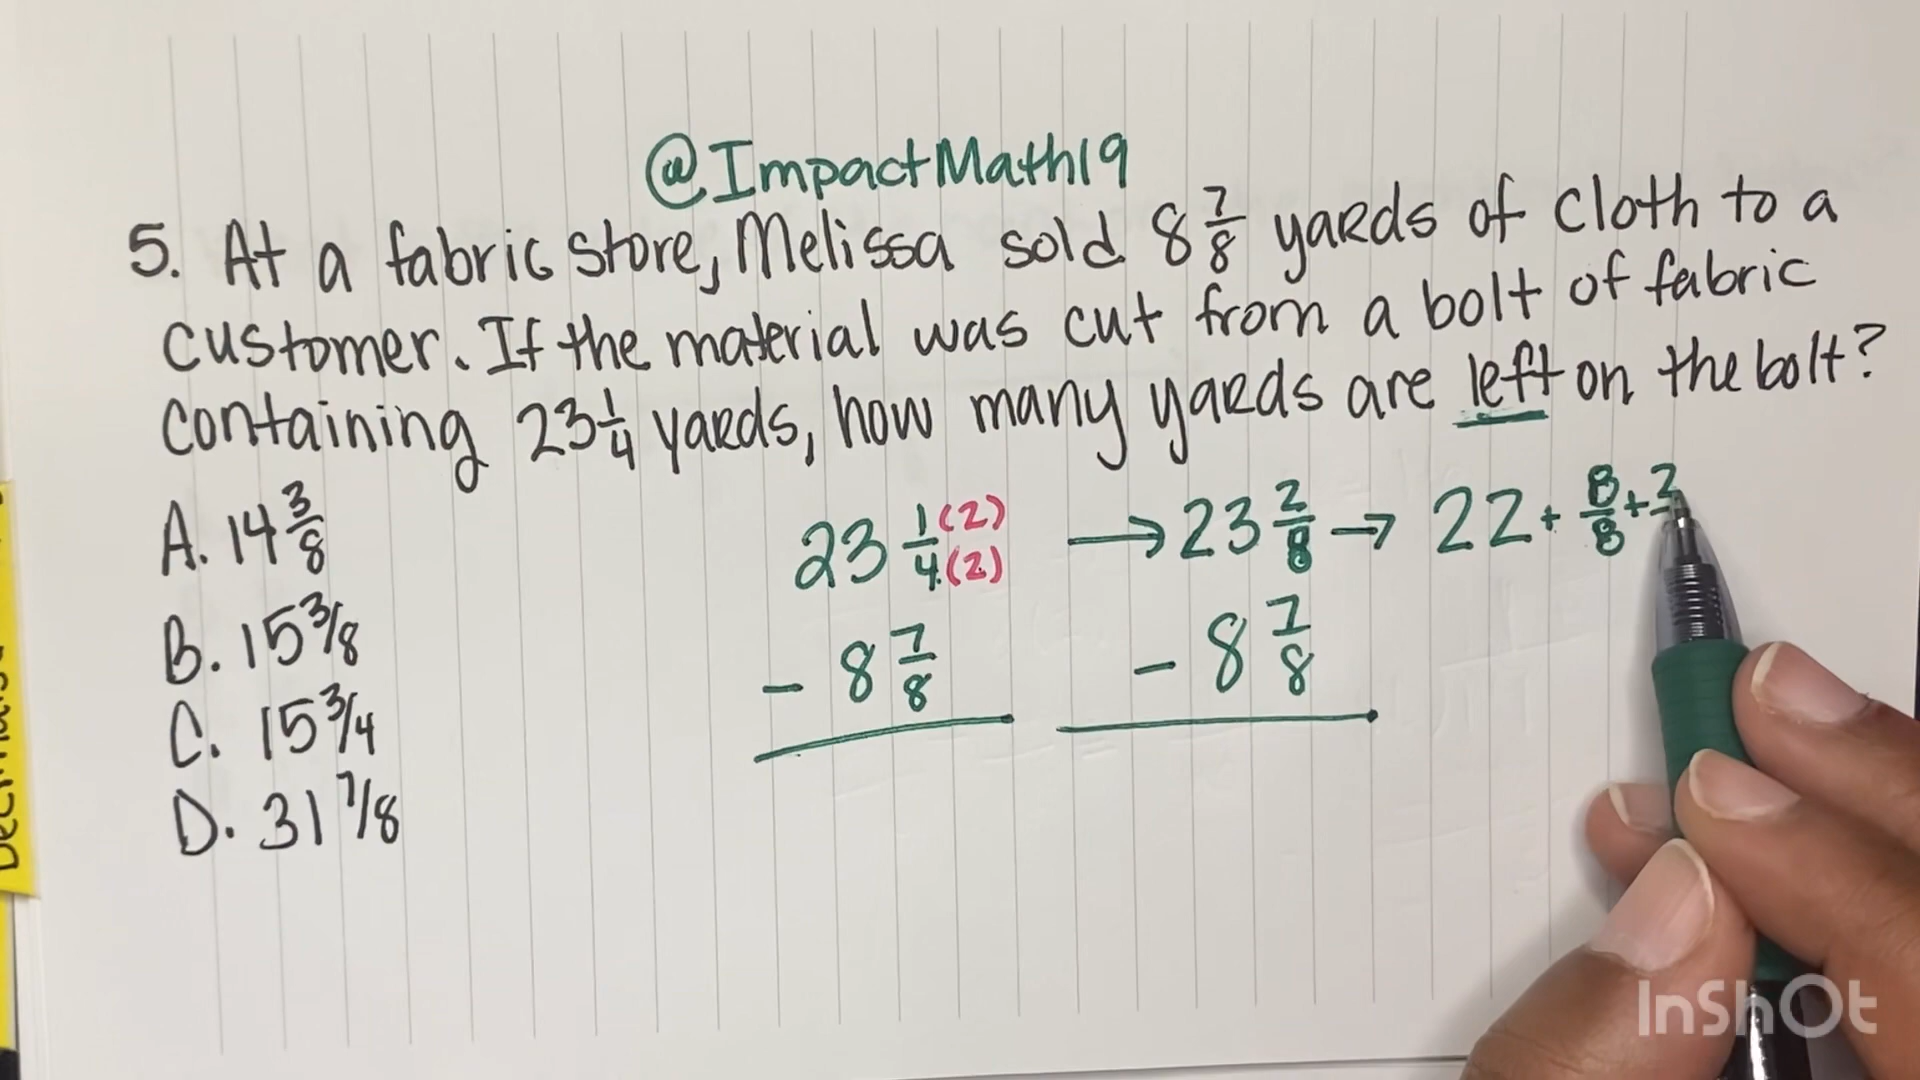 @ImpactMath19
5. At a fabric store, Melissa sold 8 7/8 yards of cloth to a
customer. If the material was cut from a bolt of fabric
containing 23 1/4 yards, how many yards are left on the bolt?
A. 14 3/8
B. 15 3/8
C. 15 3/4
D. 31 7/8
23 1(2)/4(2) → 23 2/8 → 22 + 8/8 + 2
- 8 7/8 - 8 7/8
InShOt